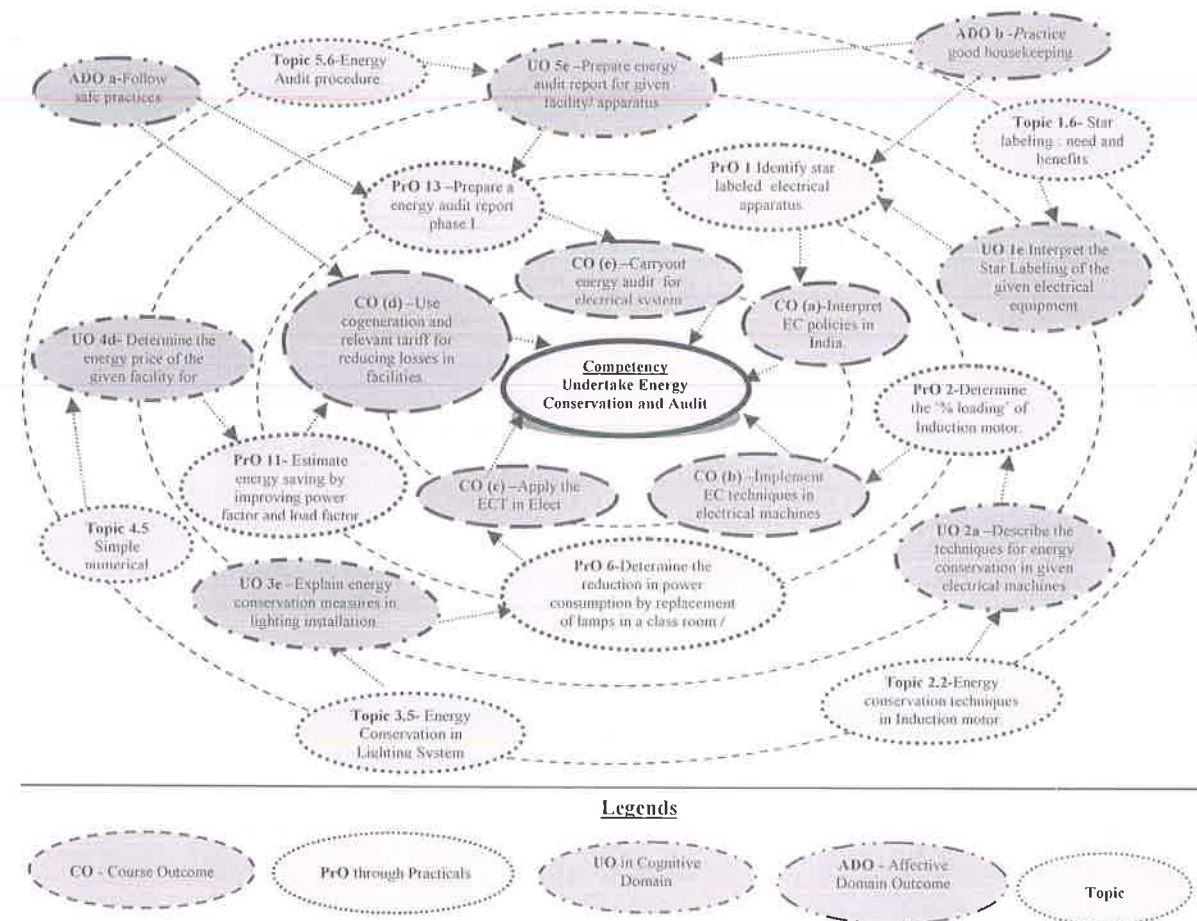 ADO b -Practice
good housekeeping
Topic 5.6-Energy
Audit procedure
UO 5e –Prepare energy
audit report for given
facility/ apparatus
ADO a-Follow
safe practices
Topic 1.6- Star
labeling : need and
benefits
PrO 1 Identify star
labeled electrical
apparatus
PrO 13 –Prepare a
energy audit report
phase I
UO 1e Interpret the
Star Labeling of the
given electrical
equipment
CO (e) –Carryout
energy audit for
electrical system
CO (d) –Use
cogeneration and
relevant tariff for
reducing losses in
facilities
CO (a)-Interpret
EC policies in
India
UO 4d- Determine the
energy price of the
given facility for
Competency
Undertake Energy
Conservation and Audit
PrO 2-Determine
the "% loading" of
Induction motor.
PrO 11- Estimate
energy saving by
improving power
factor and load factor
CO (c) –Apply the
ECT in Elect
CO (b) –Implement
EC techniques in
electrical machines
Topic 4.5
Simple
numerical
UO 2a –Describe the
techniques for energy
conservation in given
electrical machines
UO 3e –Explain energy
conservation measures in
lighting installation
PrO 6-Determine the
reduction in power
consumption by replacement
of lamps in a class room /
Topic 2.2-Energy
conservation techniques
in Induction motor
Topic 3.5- Energy
Conservation in
Lighting System
Legends
CO - Course Outcome
PrO through Practicals
UO in Cognitive
Domain
ADO - Affective
Domain Outcome
Topic